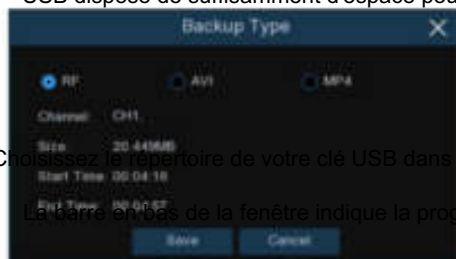 USB dispose de suffisamment d'espace pou
Backup Type
RF AVI MP4
Channel: CH1
Size 20.449MB
Choisissez le répertoire de votre clé USB dans
Start Time 00:04:16
La barre en bas de la fenêtre indique la prog
End Time
Save Cancel